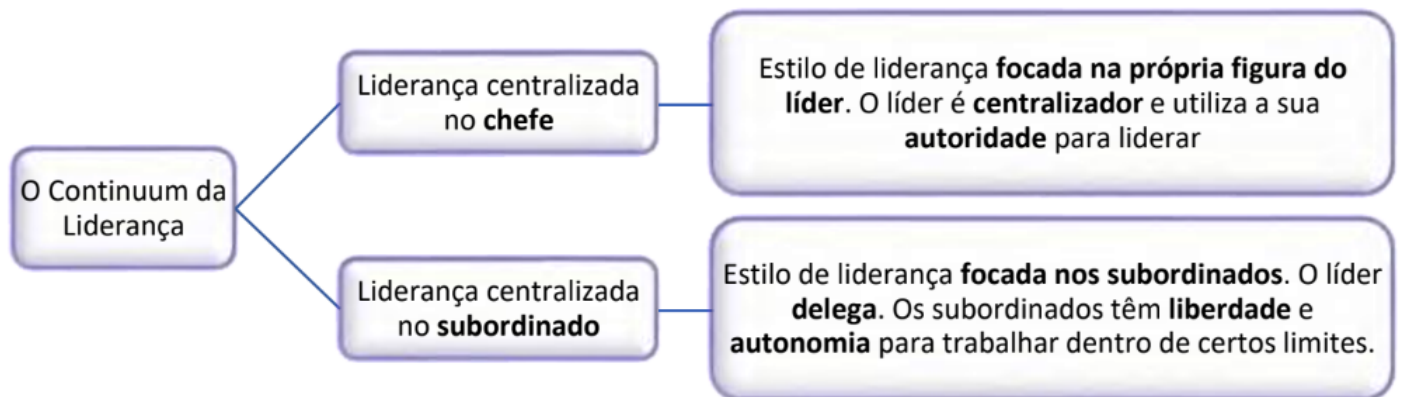 O Continuum da
Liderança
Liderança centralizada
no chefe
Estilo de liderança focada na própria figura do
líder. O líder é centralizador e utiliza a sua
autoridade para liderar
Liderança centralizada
no subordinado
Estilo de liderança focada nos subordinados. O líder
delega. Os subordinados têm liberdade e
autonomia para trabalhar dentro de certos limites.